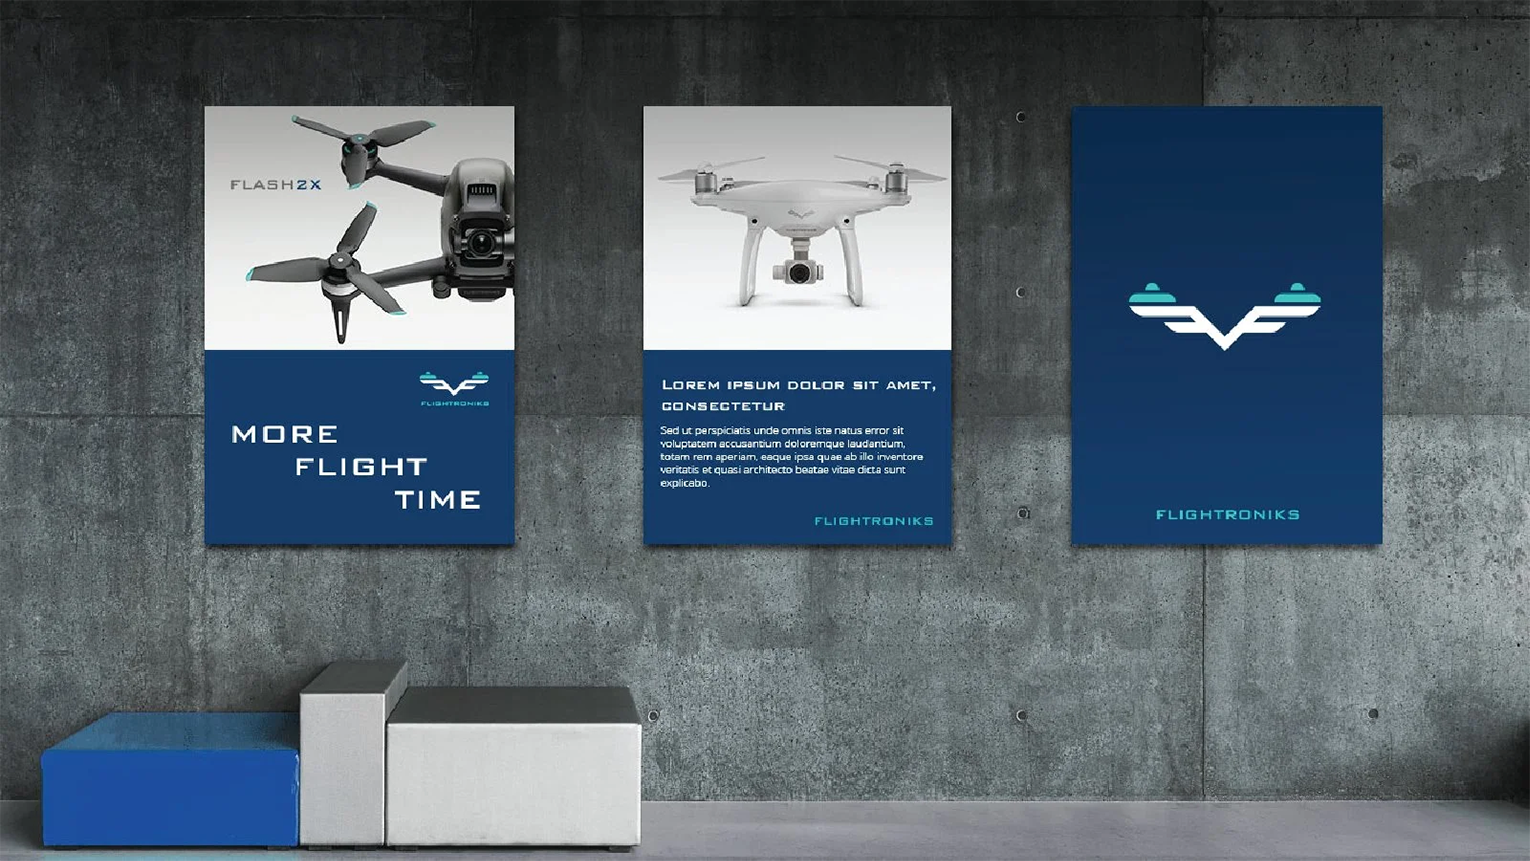 FLASH2X
FLIGHTRONIKS
MORE
FLIGHT
TIME
LOREM IPSUM DOLOR SIT AMET,
CONSECTETUR
Sed ut perspiciatis unde omnis iste natus error sit
voluptatem accusantium doloremque laudantium,
totam rem aperiam, eaque ipsa quae ab illo inventore
veritatis et quasi architecto beatae vitae dicta sunt
explicabo.
FLIGHTRONIKS
FLIGHTRONIKS